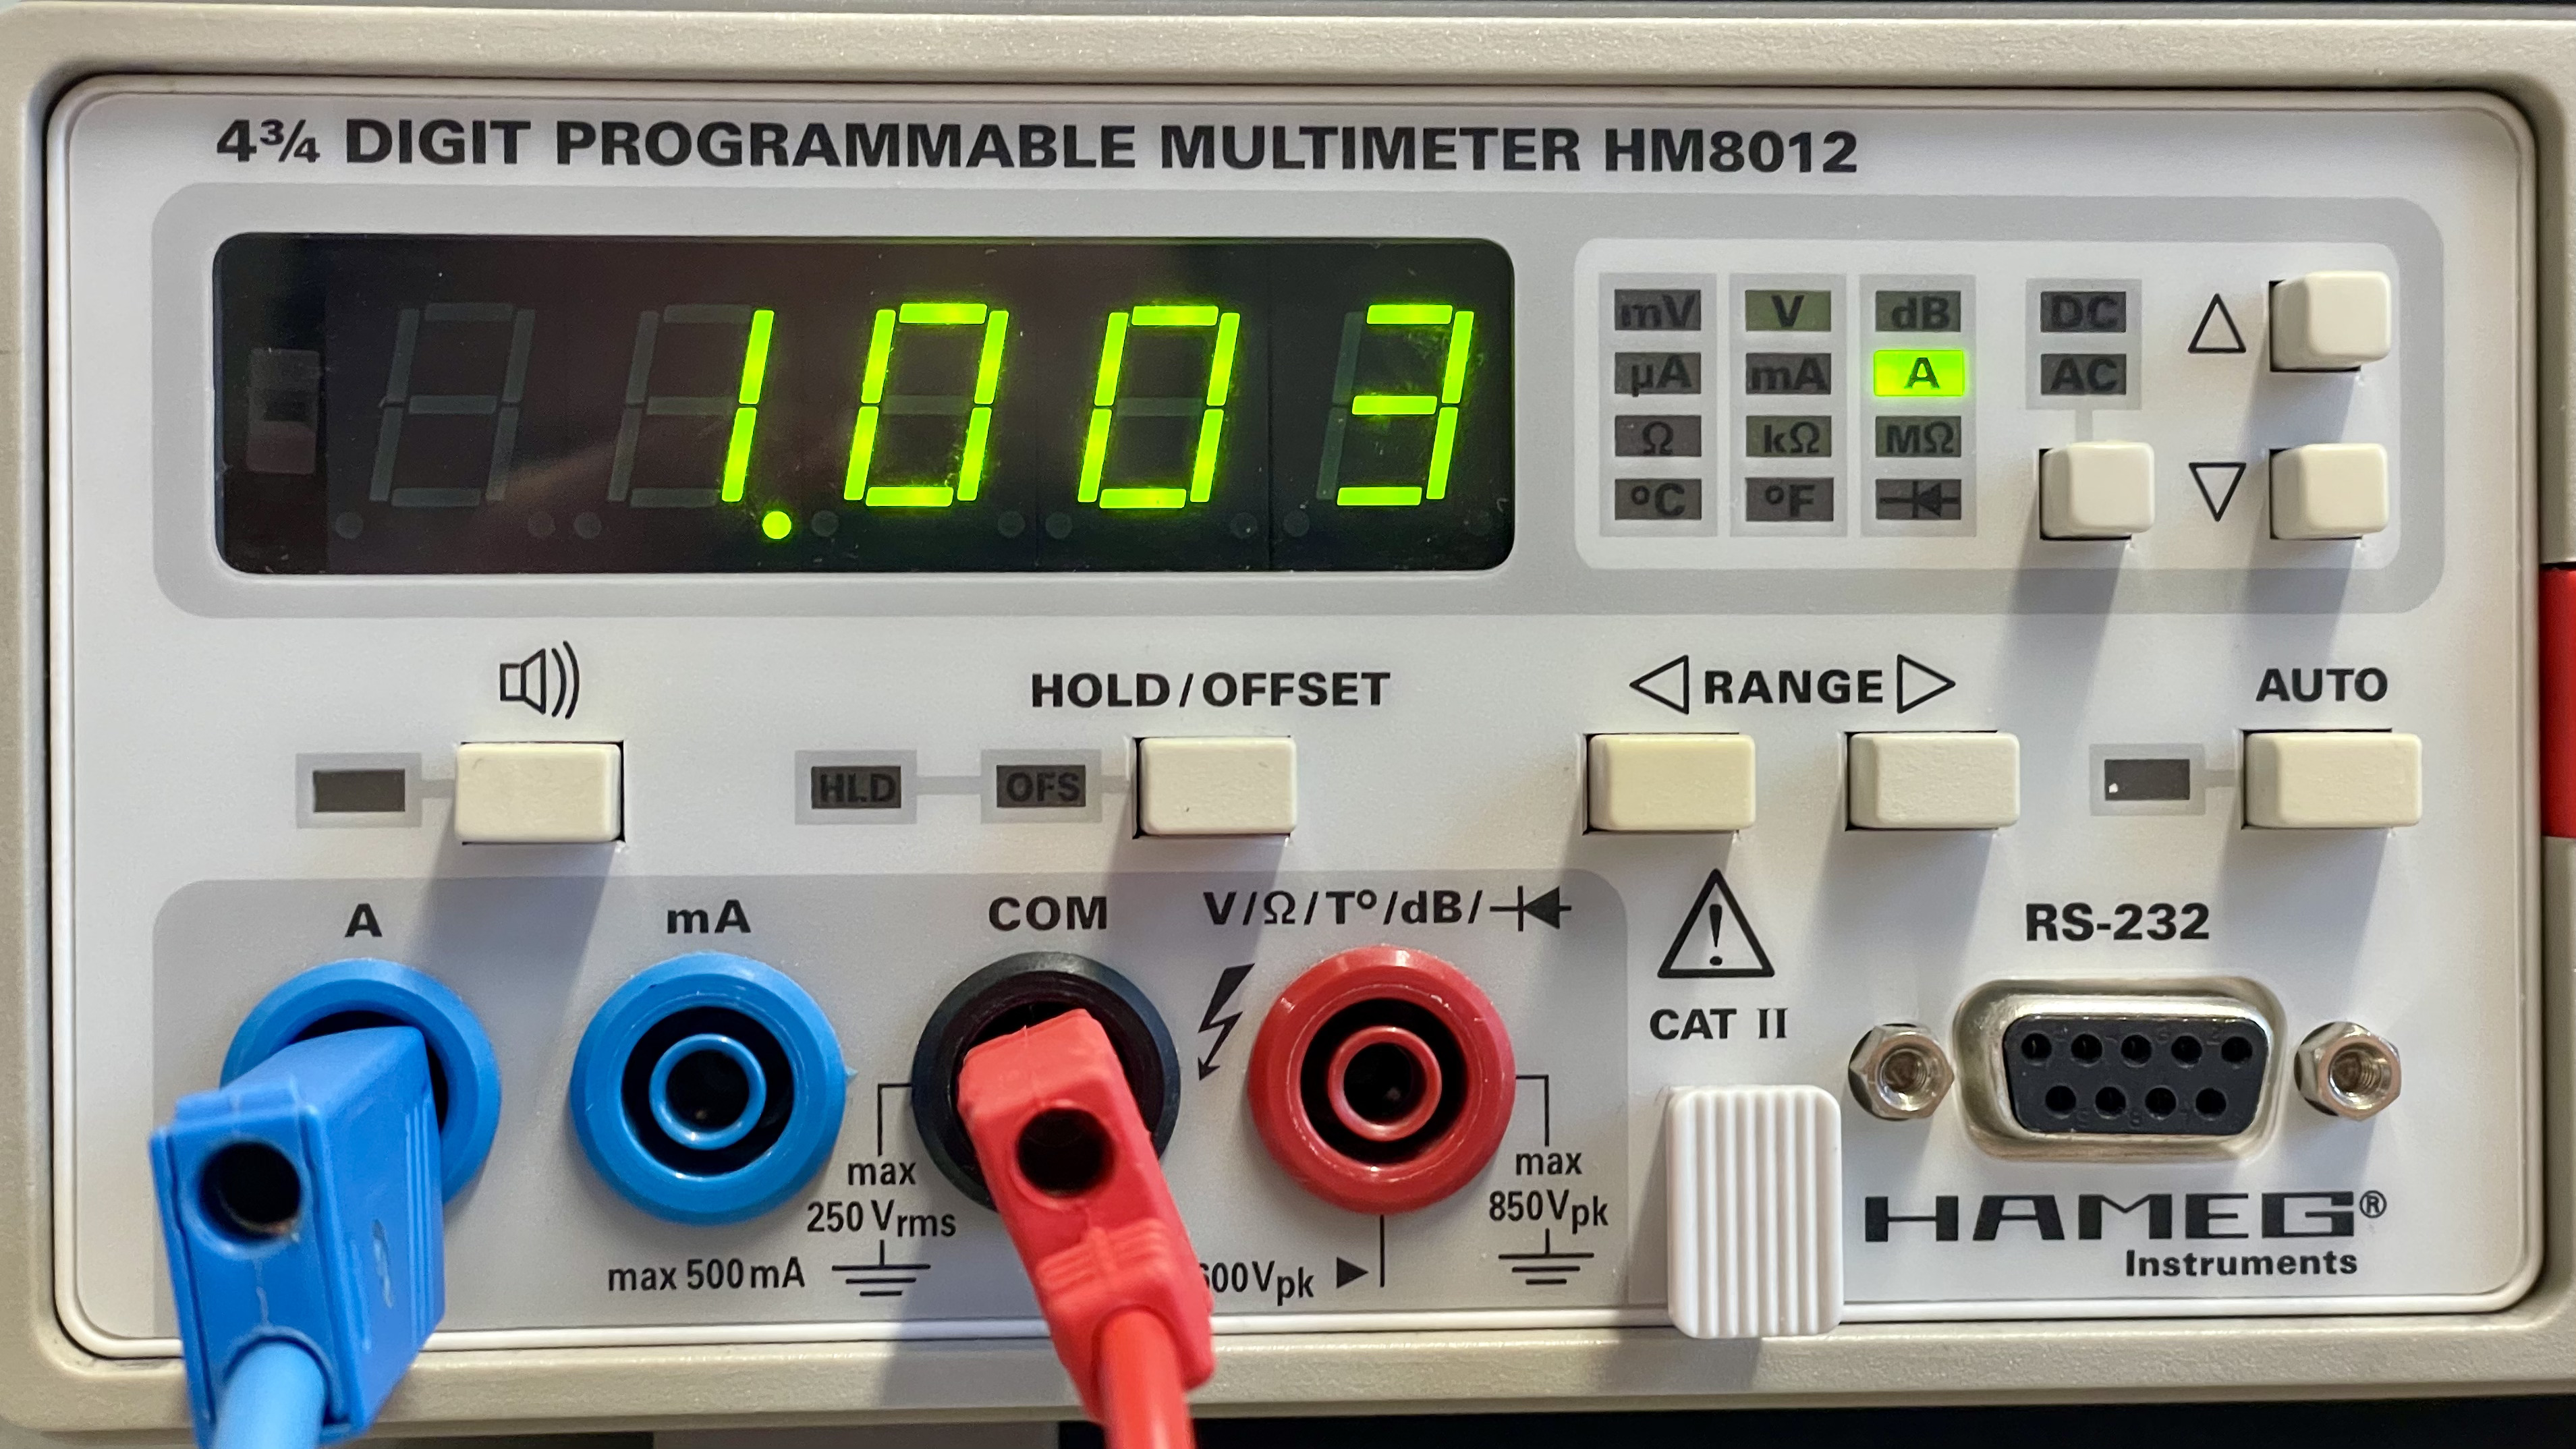 4¾ DIGIT PROGRAMMABLE MULTIMETER HM8012
1.003
mV V dB DC
µA mA A AC
Ω kΩ MΩ
°C °F
HOLD/OFFSET
RANGE
AUTO
HLD OFS
A mA COM V/Ω/T°/dB/
CAT II
RS-232
max
250 Vrms
max 500mA
00Vpk
max
850Vpk
HAMEG®
Instruments